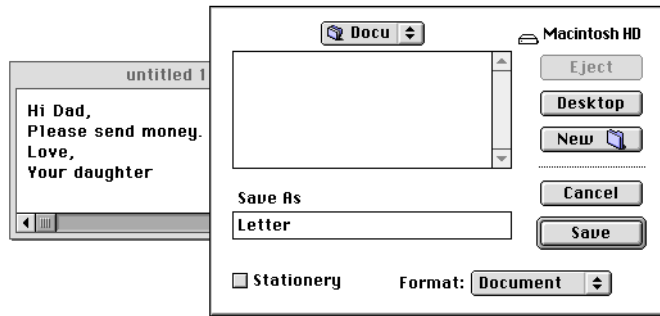 untitled 1
Hi Dad,
Please send money.
Love,
Your daughter
Docu
Macintosh HD
Eject
Desktop
New
Save As
Letter
Cancel
Save
Stationery
Format: Document